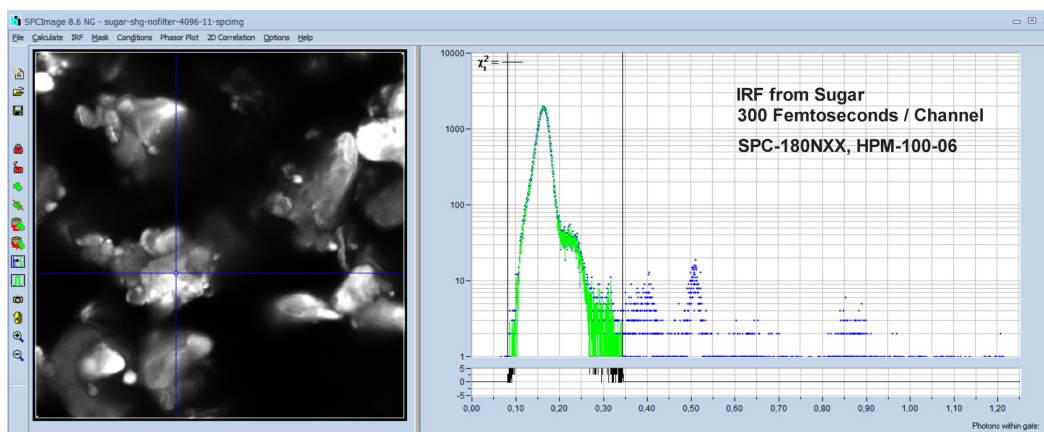 SPCImage 8.6 NG - sugar-shg-nofilter-4096-11-spcimg
File Calculate IRF Mask Conditions Phasor Plot 2D Correlation Options Help
10000
χ²r =
IRF from Sugar
300 Femtoseconds / Channel
1000
SPC-180NXX, HPM-100-06
100
10
1
5
0
-5
0,00 0,10 0,20 0,30 0,40 0,50 0,60 0,70 0,80 0,90 1,00 1,10 1,20
Photons within gate: